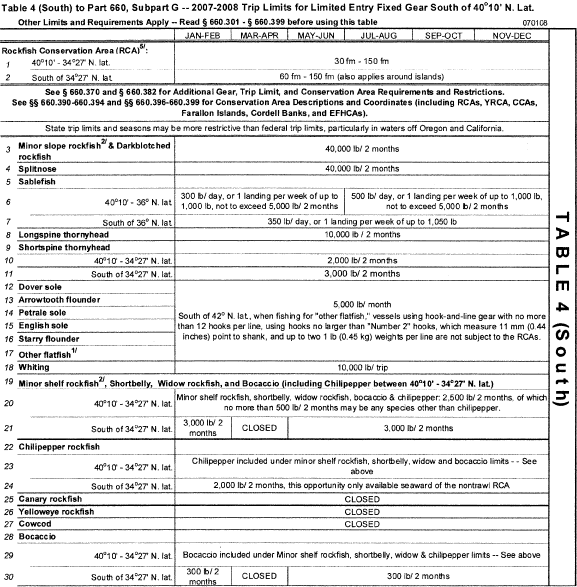 Table 4 (South) to Part 660, Subpart G -- 2007-2008 Trip Limits for Limited Entry Fixed Gear South of 40°10' N. Lat.
Other Limits and Requirements Apply -- Read § 660.301 - § 660.399 before using this table 070108
JAN-FEB MAR-APR MAY-JUN JUL-AUG SEP-OCT NOV-DEC
Rockfish Conservation Area (RCA)5/:
1 40°10' - 34°27' N. lat. 30 fm - 150 fm
2 South of 34°27' N. lat. 60 fm - 150 fm (also applies around islands)
See § 660.370 and § 660.382 for Additional Gear, Trip Limit, and Conservation Area Requirements and Restrictions.
See §§ 660.390-660.394 and §§ 660.396-660.399 for Conservation Area Descriptions and Coordinates (including RCAs, YRCA, CCAs,
Farallon Islands, Cordell Banks, and EFHCAs).
State trip limits and seasons may be more restrictive than federal trip limits, particularly in waters off Oregon and California.
3 Minor slope rockfish2/ & Darkblotched
rockfish 40,000 lb/ 2 months
4 Splitnose 40,000 lb/ 2 months
5 Sablefish
6 40°10' - 36° N. lat. 300 lb/ day, or 1 landing per week of up to
1,000 lb, not to exceed 5,000 lb/ 2 months 500 lb/ day, or 1 landing per week of up to 1,000 lb,
not to exceed 5,000 lb/ 2 months
7 South of 36° N. lat. 350 lb/ day, or 1 landing per week of up to 1,050 lb
8 Longspine thornyhead 10,000 lb / 2 months
9 Shortspine thornyhead
10 40°10' - 34°27' N. lat. 2,000 lb/ 2 months
11 South of 34°27' N. lat. 3,000 lb/ 2 months
12 Dover sole
13 Arrowtooth flounder
14 Petrale sole
15 English sole
16 Starry flounder
17 Other flatfish1/
5,000 lb/ month
South of 42° N. lat., when fishing for "other flatfish," vessels using hook-and-line gear with no more
than 12 hooks per line, using hooks no larger than "Number 2" hooks, which measure 11 mm (0.44
inches) point to shank, and up to two 1 lb (0.45 kg) weights per line are not subject to the RCAs.
18 Whiting 10,000 lb/ trip
19 Minor shelf rockfish2/, Shortbelly, Widow rockfish, and Bocaccio (including Chilipepper between 40°10' - 34°27' N. lat.)
20 40°10' - 34°27' N. lat. Minor shelf rockfish, shortbelly, widow rockfish, bocaccio & chilipepper: 2,500 lb/ 2 months, of which
no more than 500 lb/ 2 months may be any species other than chilipepper.
21 South of 34°27' N. lat. 3,000 lb/ 2
months CLOSED 3,000 lb/ 2 months
22 Chilipepper rockfish
23 40°10' - 34°27' N. lat. Chilipepper included under minor shelf rockfish, shortbelly, widow and bocaccio limits - - See
above
24 South of 34°27' N. lat. 2,000 lb/ 2 months, this opportunity only available seaward of the nontrawl RCA
25 Canary rockfish CLOSED
26 Yelloweye rockfish CLOSED
27 Cowcod CLOSED
28 Bocaccio
29 40°10' - 34°27' N. lat. Bocaccio included under Minor shelf rockfish, shortbelly, widow & chilipepper limits -- See above
30 South of 34°27' N. lat. 300 lb/ 2
months CLOSED 300 lb/ 2 months
TABLE 4 (South)